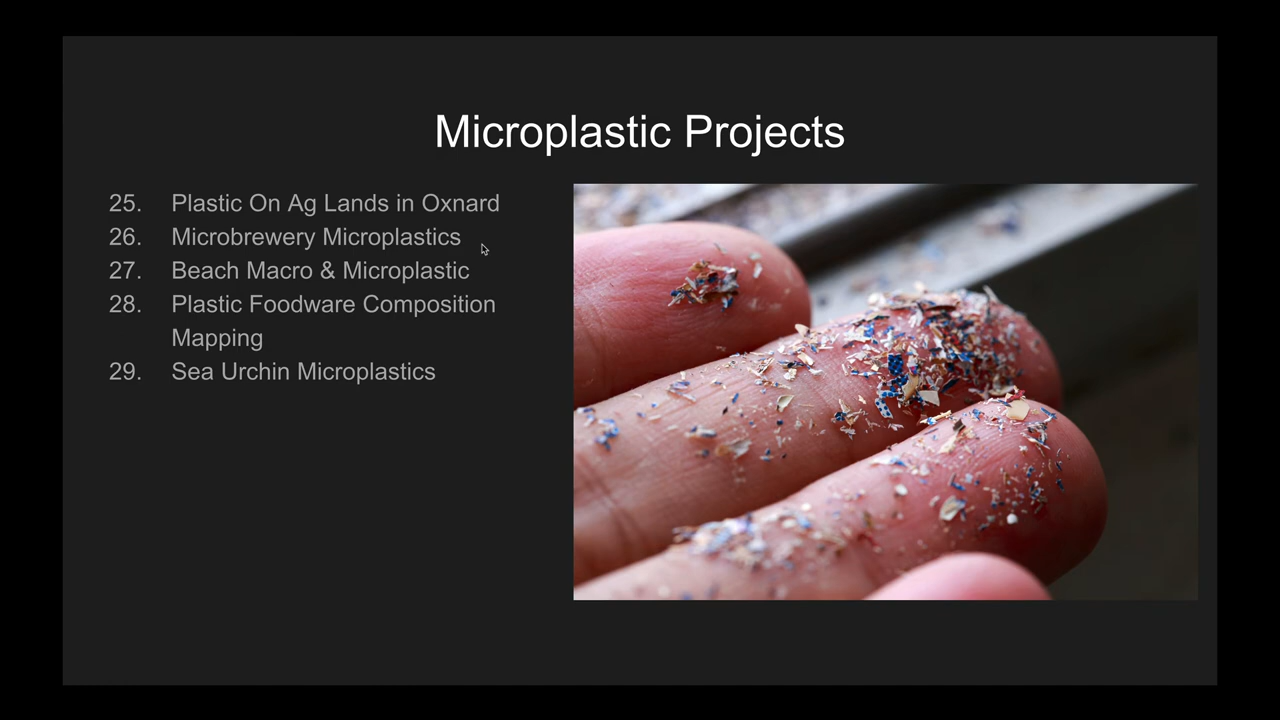 Microplastic Projects
25. Plastic On Ag Lands in Oxnard
26. Microbrewery Microplastics
27. Beach Macro & Microplastic
28. Plastic Foodware Composition
Mapping
29. Sea Urchin Microplastics